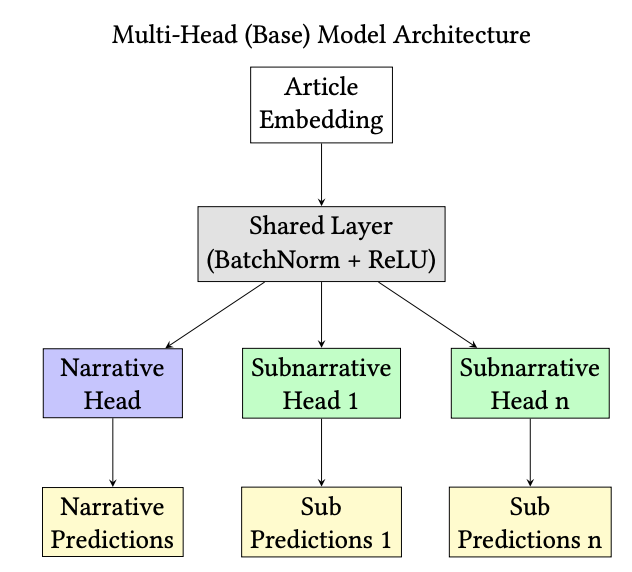 Multi-Head (Base) Model Architecture
Article
Embedding
Shared Layer
(BatchNorm + ReLU)
Narrative
Head
Subnarrative
Head 1
Subnarrative
Head n
Narrative
Predictions
Sub
Predictions 1
Sub
Predictions n